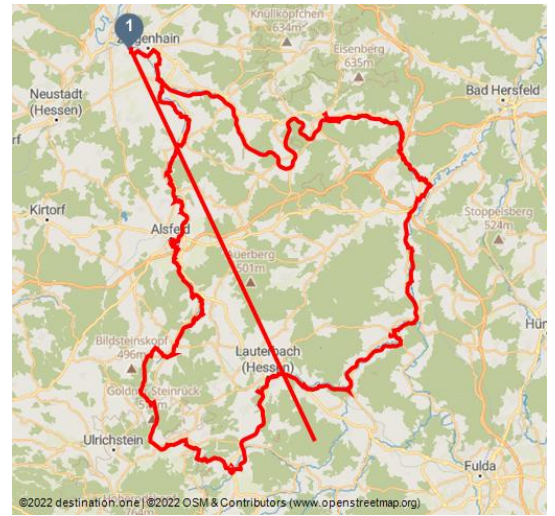 Knüllköpfchen
634m
1
Eisenberg
635m
Bad Hersfeld
Neustadt
(Hessen)
Kirtorf
Alsfeld
Stoppelsberg
524m
501m
Bildsteinskopf
496m
Lauterbach
(Hessen)
Ulrichstein
Fulda
©2022 destination.one | ©2022 OSM & Contributors (www.openstreetmap.org)